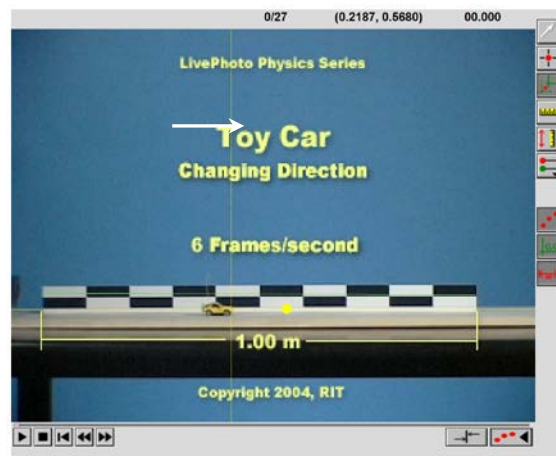 0/27 (0.2187, 0.5680) 00.000
LivePhoto Physics Series
Toy Car
Changing Direction
6 Frames/second
1.00 m
Copyright 2004, RIT